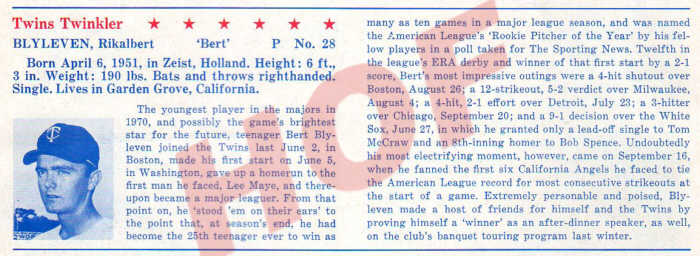 Twins Twinkler ★ ★ ★ ★ ★ ★
BLYLEVEN, Rikalbert 'Bert' P No. 28
Born April 6, 1951, in Zeist, Holland. Height: 6 ft.,
3 in. Weight: 190 lbs. Bats and throws righthanded.
Single. Lives in Garden Grove, California.
The youngest player in the majors in
1970, and possibly the game's brightest
star for the future, teenager Bert Bly-
leven joined the Twins last June 2, in
Boston, made his first start on June 5,
in Washington, gave up a homerun to the
first man he faced, Lee Maye, and there-
upon became a major leaguer. From that
point on, he 'stood 'em on their ears' to
the point that, at season's end, he had
become the 25th teenager ever to win as
many as ten games in a major league season, and was named
the American League's 'Rookie Pitcher of the Year' by his fel-
low players in a poll taken for The Sporting News. Twelfth in
the league's ERA derby and winner of that first start by a 2-1
score, Bert's most impressive outings were a 4-hit shutout over
Boston, August 26; a 12-strikeout, 5-2 verdict over Milwaukee,
August 4; a 4-hit, 2-1 effort over Detroit, July 23; a 3-hitter
over Chicago, September 20; and a 9-1 decision over the White
Sox, June 27, in which he granted only a lead-off single to Tom
McCraw and an 8th-inning homer to Bob Spence. Undoubtedly
his most electrifying moment, however, came on September 16,
when he fanned the first six California Angels he faced to tie
the American League record for most consecutive strikeouts at
the start of a game. Extremely personable and poised, Bly-
leven made a host of friends for himself and the Twins by
proving himself a 'winner' as an after-dinner speaker, as well,
on the club's banquet touring program last winter.
HOF
TC